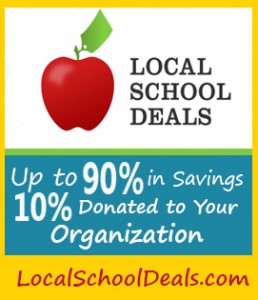 LOCAL
SCHOOL
DEALS
Up to 90% in Savings
10% Donated to Your
Organization
LocalSchoolDeals.com